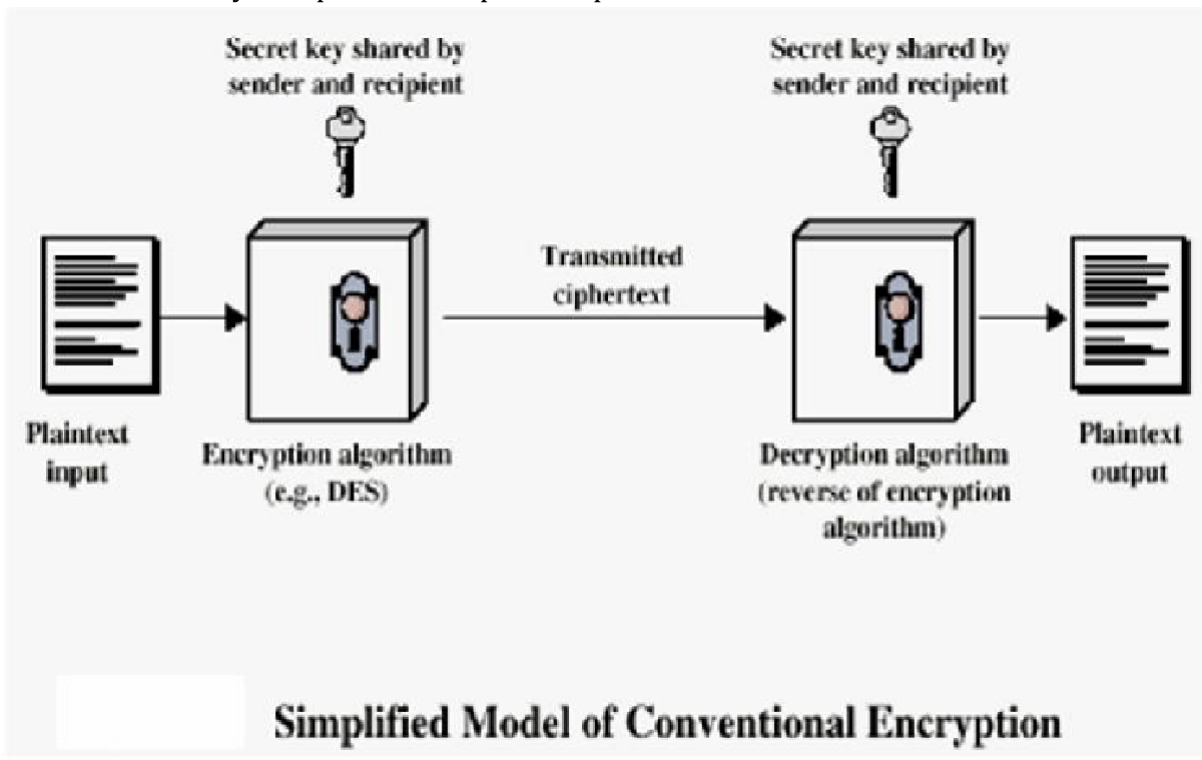 Secret key shared by
sender and recipient
Secret key shared by
sender and recipient
Transmitted
ciphertext
Plaintext
input
Encryption algorithm
(e.g., DES)
Decryption algorithm
(reverse of encryption
algorithm)
Plaintext
output
Simplified Model of Conventional Encryption